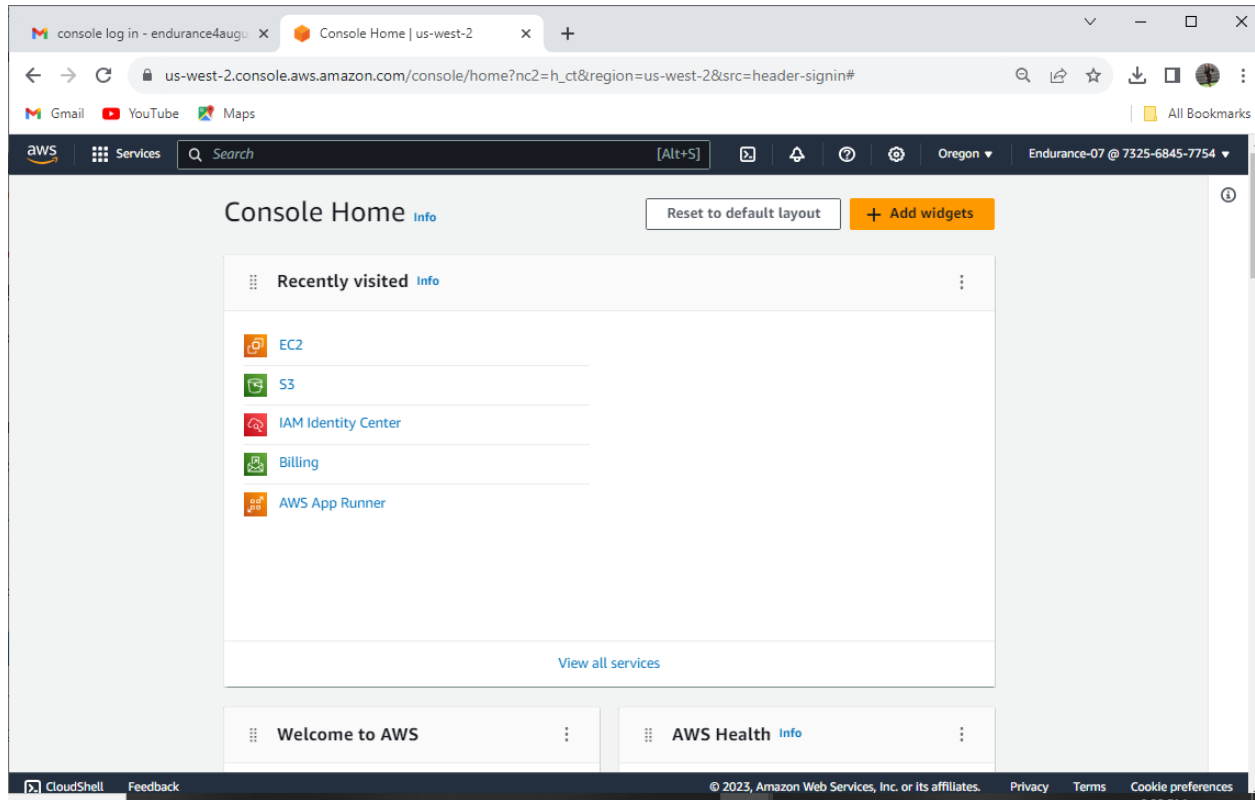 console log in - endurance4augu
Console Home | us-west-2
us-west-2.console.aws.amazon.com/console/home?nc2=h_ct&region=us-west-2&src=header-signin#
Gmail YouTube Maps All Bookmarks
aws Services Search [Alt+S] Oregon Endurance-07 @ 7325-6845-7754
Console Home Info Reset to default layout + Add widgets
Recently visited Info
EC2
S3
IAM Identity Center
Billing
AWS App Runner
View all services
Welcome to AWS AWS Health Info
CloudShell Feedback © 2023, Amazon Web Services, Inc. or its affiliates. Privacy Terms Cookie preferences